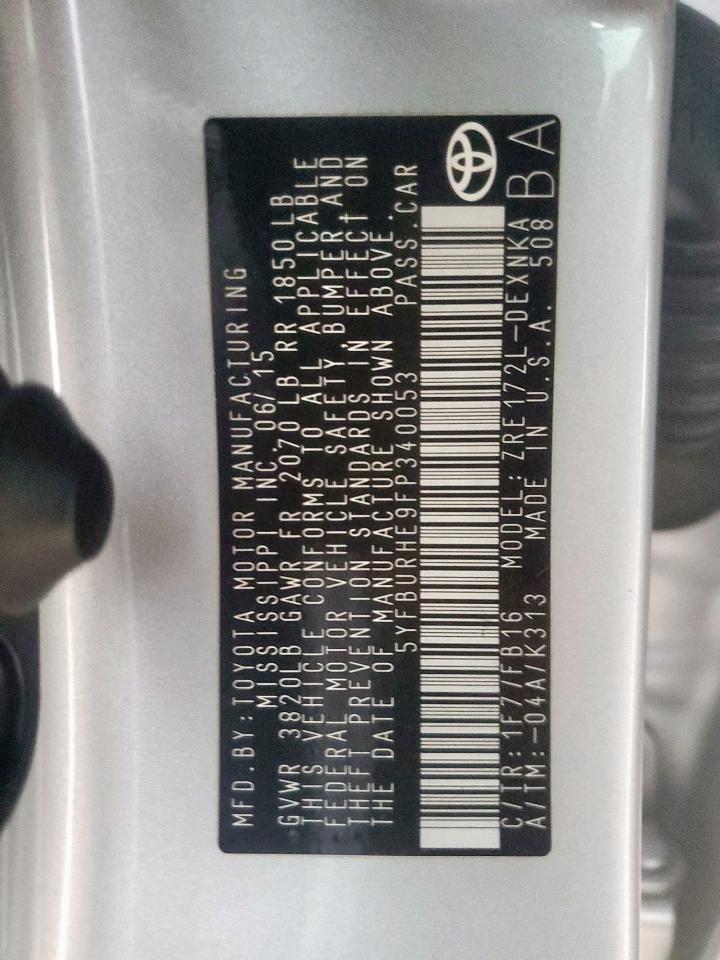 MFD.BY:TOYOTA MOTOR MANUFACTURING
MISSISSIPPI INC. 06/15
GVWR 3820LB GAWR FR 2070LB RR 1850LB
THIS VEHICLE CONFORMS TO ALL APPLICABLE
FEDERAL MOTOR VEHICLE SAFETY, BUMPER, AND
THEFT PREVENTION STANDARDS IN EFFECT ON
THE DATE OF MANUFACTURE SHOWN ABOVE.
5YFBURHE9FP340053 PASS.CAR
C/TR:1F7/FB16 MODEL:ZRE172L-DEXNKA
A/TM:-04A/K313 MADE IN U.S.A. 508 BA